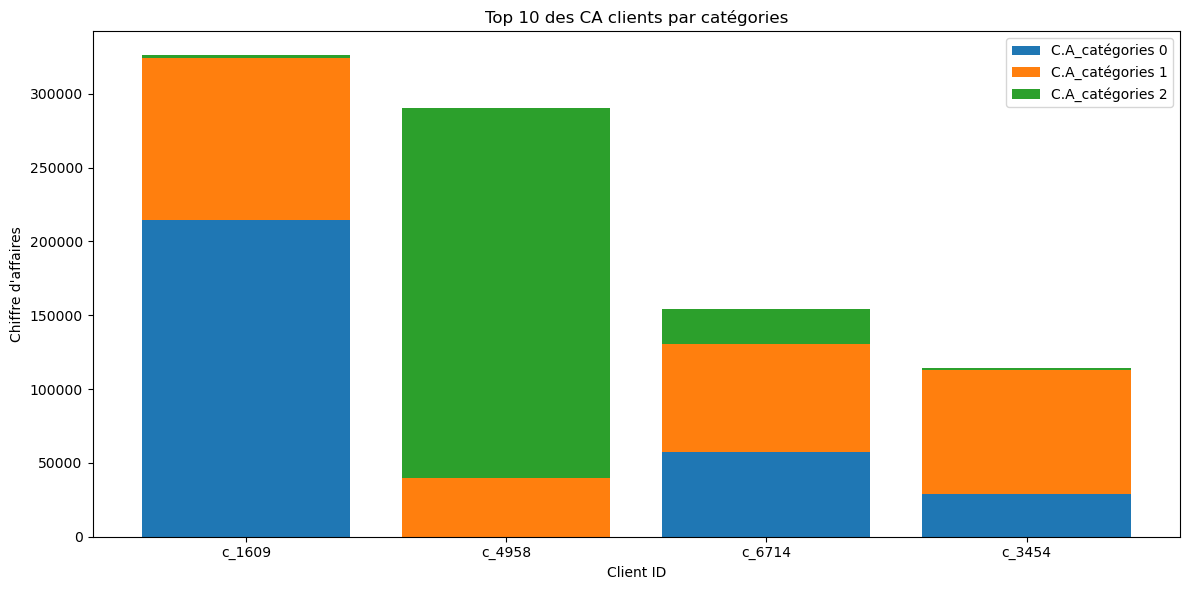 Top 10 des CA clients par catégories
C.A_catégories 0
C.A_catégories 1
C.A_catégories 2
Chiffre d'affaires
300000
250000
200000
150000
100000
50000
0
c_1609
c_4958
c_6714
c_3454
Client ID